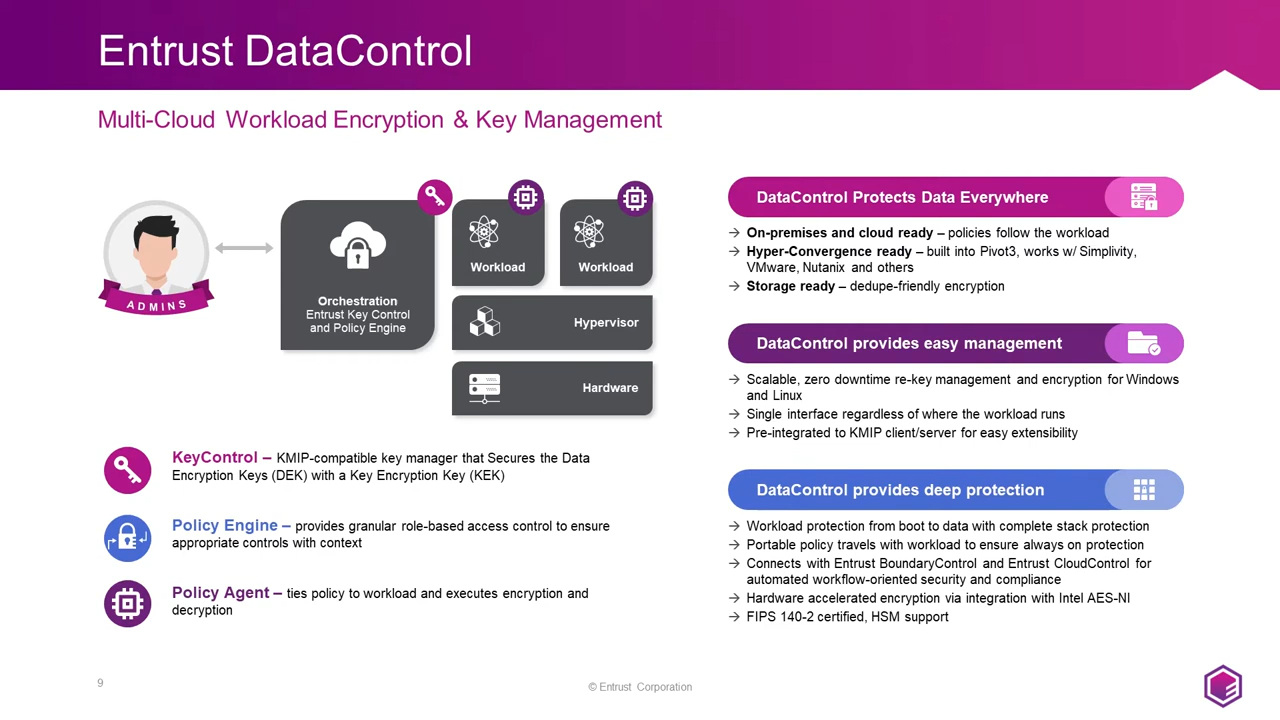 Entrust DataControl
Multi-Cloud Workload Encryption & Key Management
ADMINS
Orchestration
Entrust Key Control
and Policy Engine
Workload
Workload
Hypervisor
Hardware
KeyControl – KMIP-compatible key manager that Secures the Data
Encryption Keys (DEK) with a Key Encryption Key (KEK)
Policy Engine – provides granular role-based access control to ensure
appropriate controls with context
Policy Agent – ties policy to workload and executes encryption and
decryption
DataControl Protects Data Everywhere
→ On-premises and cloud ready – policies follow the workload
→ Hyper-Convergence ready – built into Pivot3, works w/ Simplivity,
VMware, Nutanix and others
→ Storage ready – dedupe-friendly encryption
DataControl provides easy management
→ Scalable, zero downtime re-key management and encryption for Windows
and Linux
→ Single interface regardless of where the workload runs
→ Pre-integrated to KMIP client/server for easy extensibility
DataControl provides deep protection
→ Workload protection from boot to data with complete stack protection
→ Portable policy travels with workload to ensure always on protection
→ Connects with Entrust BoundaryControl and Entrust CloudControl for
automated workflow-oriented security and compliance
→ Hardware accelerated encryption via integration with Intel AES-NI
→ FIPS 140-2 certified, HSM support
9
© Entrust Corporation